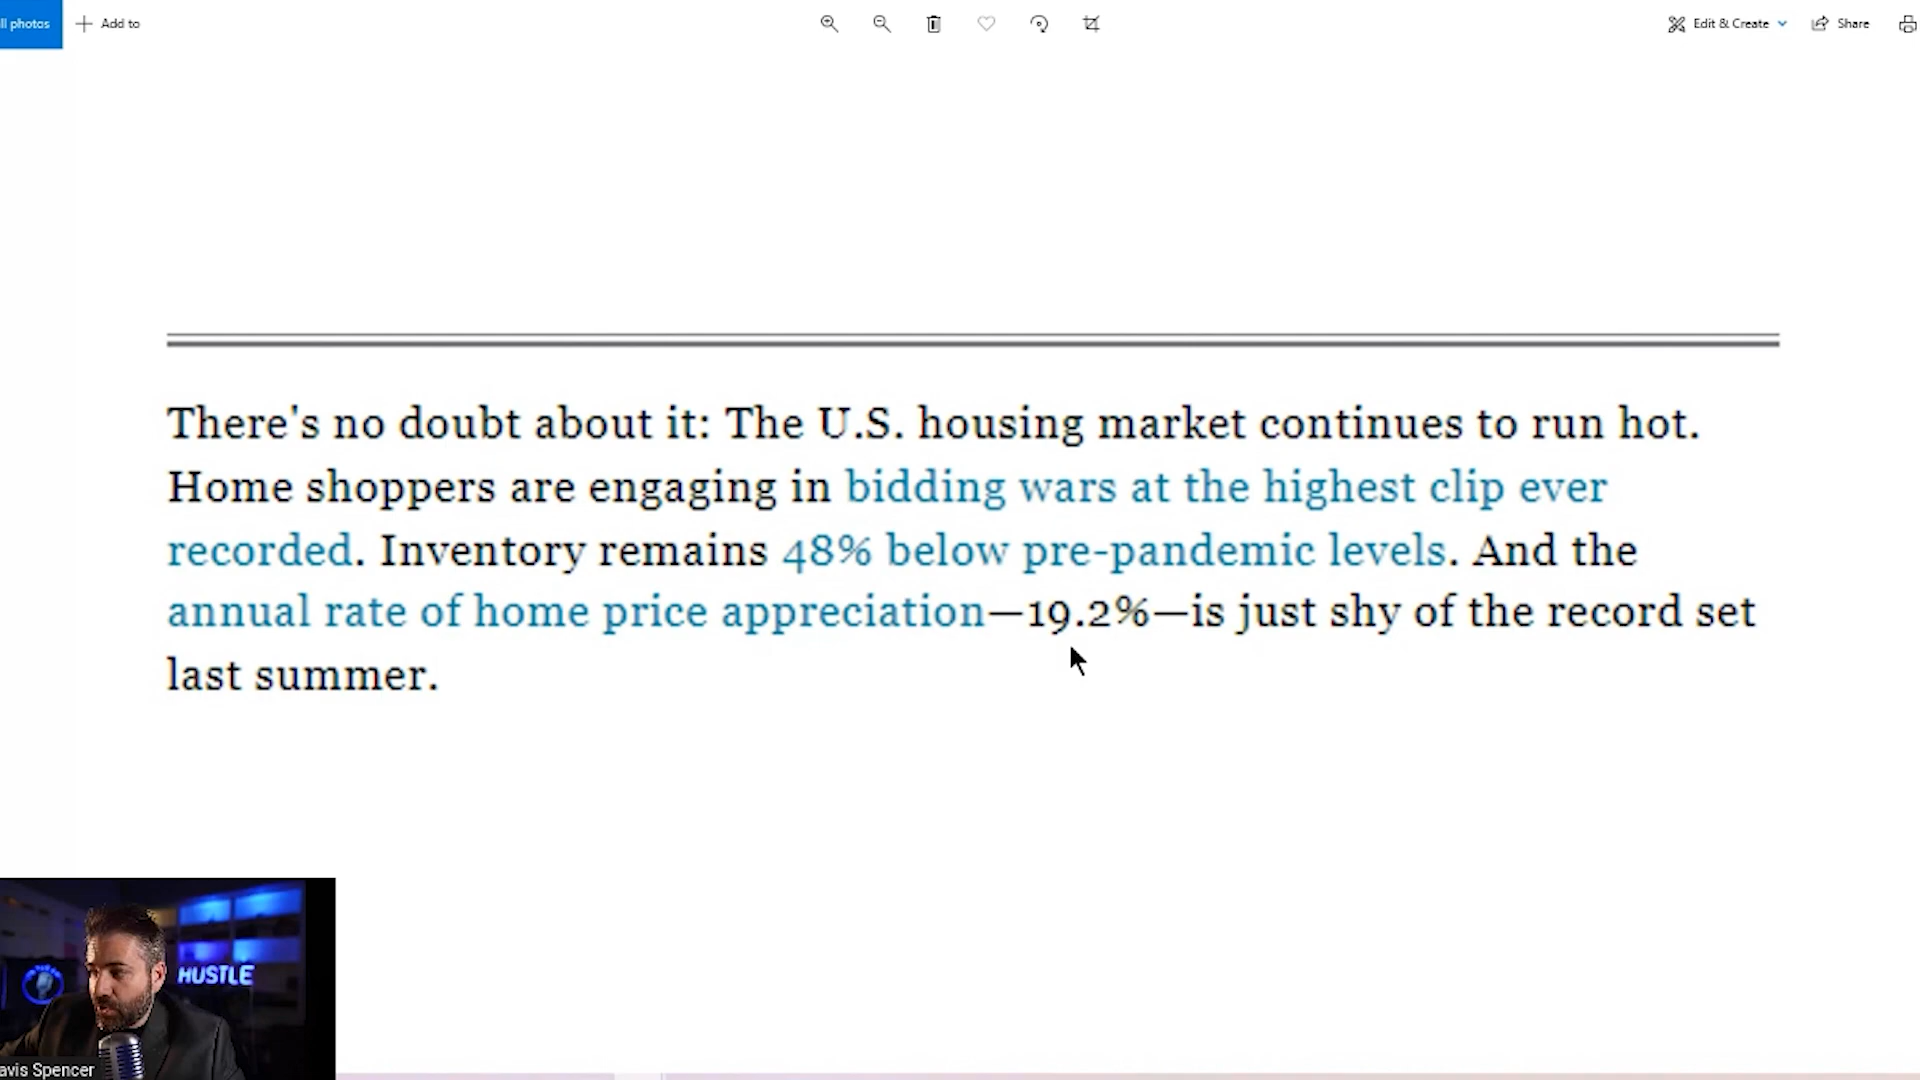 ll photos
Add to
Edit & Create
Share
There's no doubt about it: The U.S. housing market continues to run hot.
Home shoppers are engaging in bidding wars at the highest clip ever
recorded. Inventory remains 48% below pre-pandemic levels. And the
annual rate of home price appreciation—19.2%—is just shy of the record set
last summer.
HUSTLE
avis Spencer